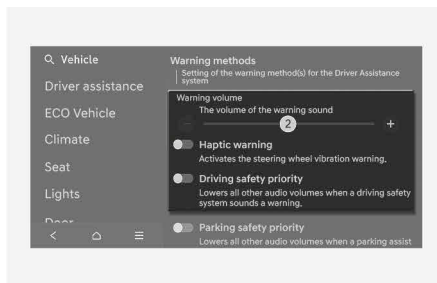 Vehicle
Driver assistance
ECO Vehicle
Climate
Seat
Lights
Door
Warning methods
Setting of the warning method(s) for the Driver Assistance
system
Warning volume
The volume of the warning sound
2
Haptic warning
Activates the steering wheel vibration warning.
Driving safety priority
Lowers all other audio volumes when a driving safety
system sounds a warning.
Parking safety priority
Lowers all other audio volumes when a parking assist